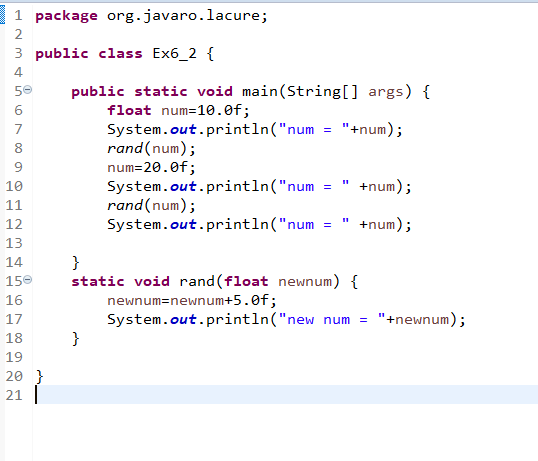 1 package org.javaro.lacure;
2
3 public class Ex6_2 {
4
5 public static void main(String[] args) {
6 float num=10.0f;
7 System.out.println("num = "+num);
8 rand(num);
9 num=20.0f;
10 System.out.println("num = " +num);
11 rand(num);
12 System.out.println("num = " +num);
13
14 }
15 static void rand(float newnum) {
16 newnum=newnum+5.0f;
17 System.out.println("new num = "+newnum);
18 }
19
20 }
21